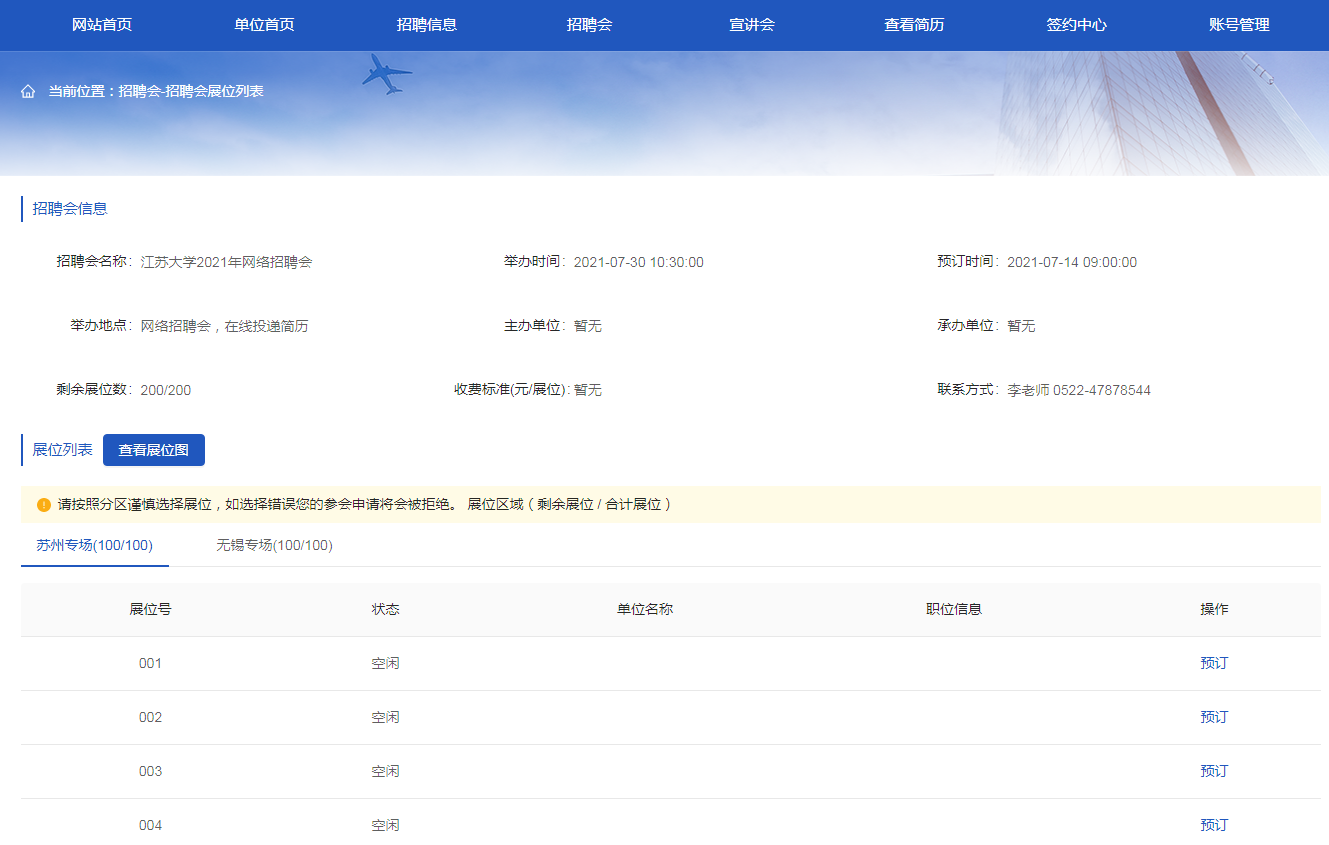 网站首页 单位首页 招聘信息 招聘会 宣讲会 查看简历 签约中心 账号管理
当前位置：招聘会-招聘会展位列表
招聘会信息
招聘会名称： 江苏大学2021年网络招聘会 举办时间： 2021-07-30 10:30:00 预订时间： 2021-07-14 09:00:00
举办地点： 网络招聘会，在线投递简历 主办单位： 暂无 承办单位： 暂无
剩余展位数： 200/200 收费标准(元/展位)： 暂无 联系方式： 李老师 0522-47878544
展位列表 查看展位图
请按照分区谨慎选择展位，如选择错误您的参会申请将会被拒绝。 展位区域（ 剩余展位 / 合计展位 ）
苏州专场(100/100) 无锡专场(100/100)
展位号 状态 单位名称 职位信息 操作
001 空闲 预订
002 空闲 预订
003 空闲 预订
004 空闲 预订